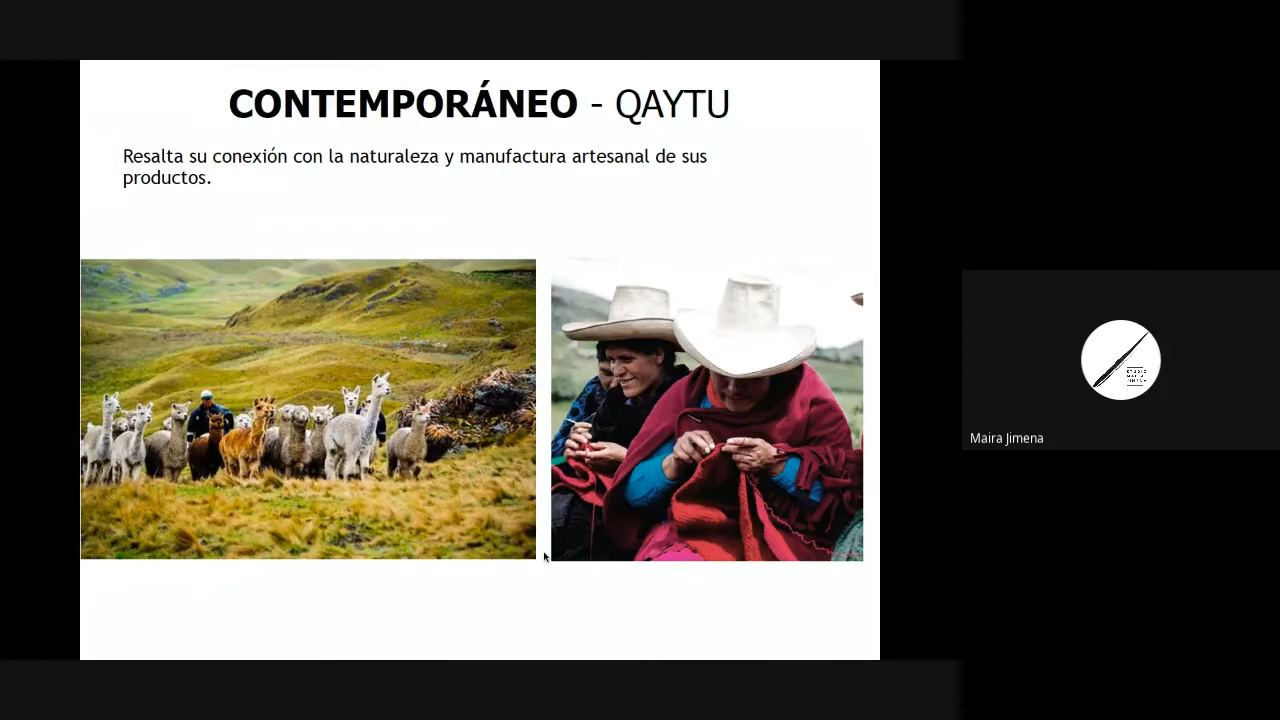 CONTEMPORÁNEO - QAYTU
Resalta su conexión con la naturaleza y manufactura artesanal de sus
productos.
Maira Jimena